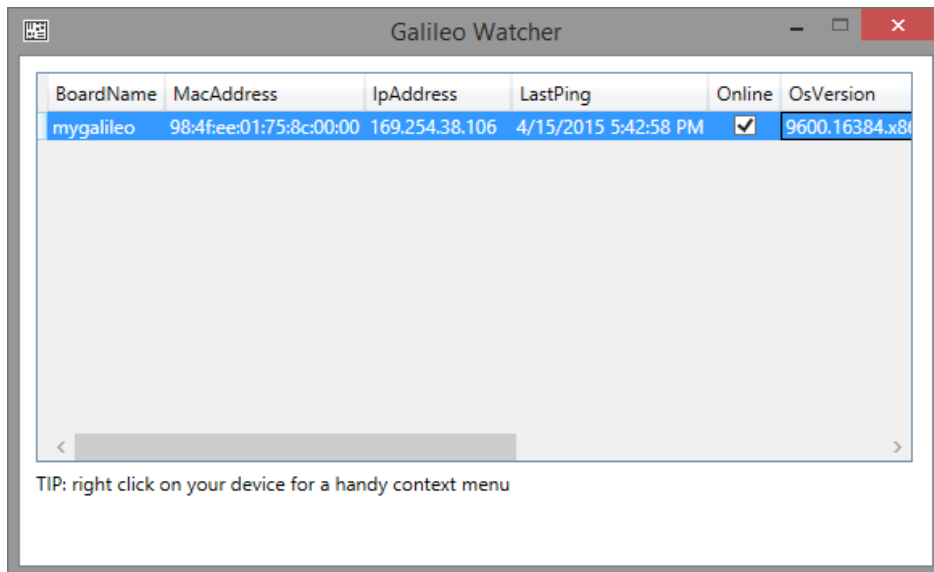 Galileo Watcher
BoardName MacAddress IpAddress LastPing Online OsVersion
mygalileo 98:4f:ee:01:75:8c:00:00 169.254.38.106 4/15/2015 5:42:58 PM 9600.16384.x86
TIP: right click on your device for a handy context menu